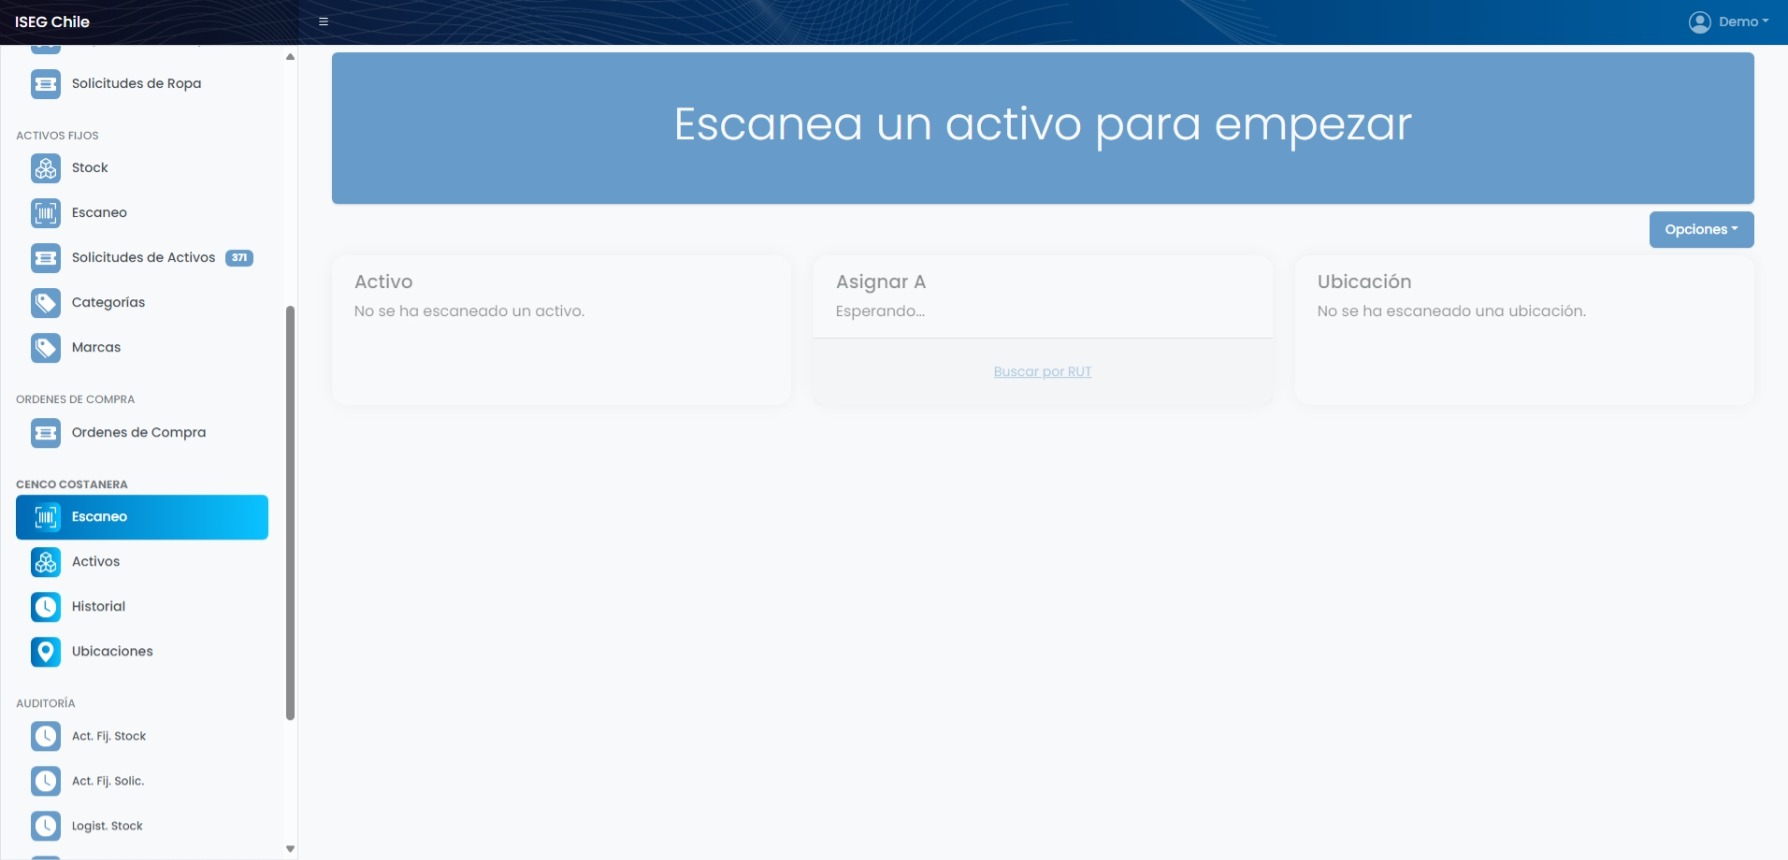 ISEG Chile
Demo
Solicitudes de Ropa
ACTIVOS FIJOS
Stock
Escaneo
Solicitudes de Activos 371
Categorías
Marcas
ORDENES DE COMPRA
Ordenes de Compra
CENCO COSTANERA
Escaneo
Activos
Historial
Ubicaciones
AUDITORÍA
Act. Fij. Stock
Act. Fij. Solic.
Logist. Stock
Escanea un activo para empezar
Opciones
Activo
No se ha escaneado un activo.
Asignar A
Esperando...
Buscar por RUT
Ubicación
No se ha escaneado una ubicación.